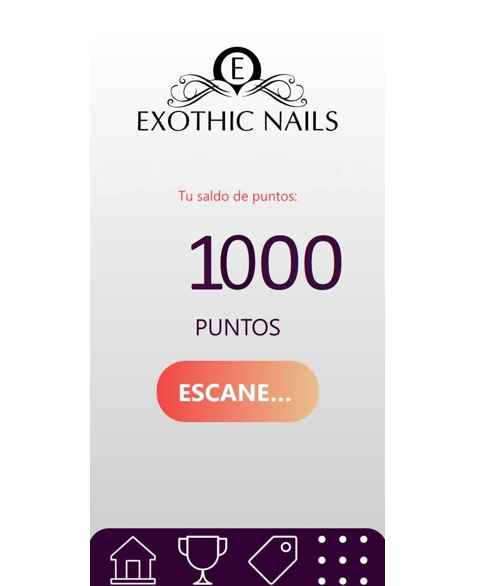 E
EXOTHIC NAILS
Tu saldo de puntos:
1000
PUNTOS
ESCANE...